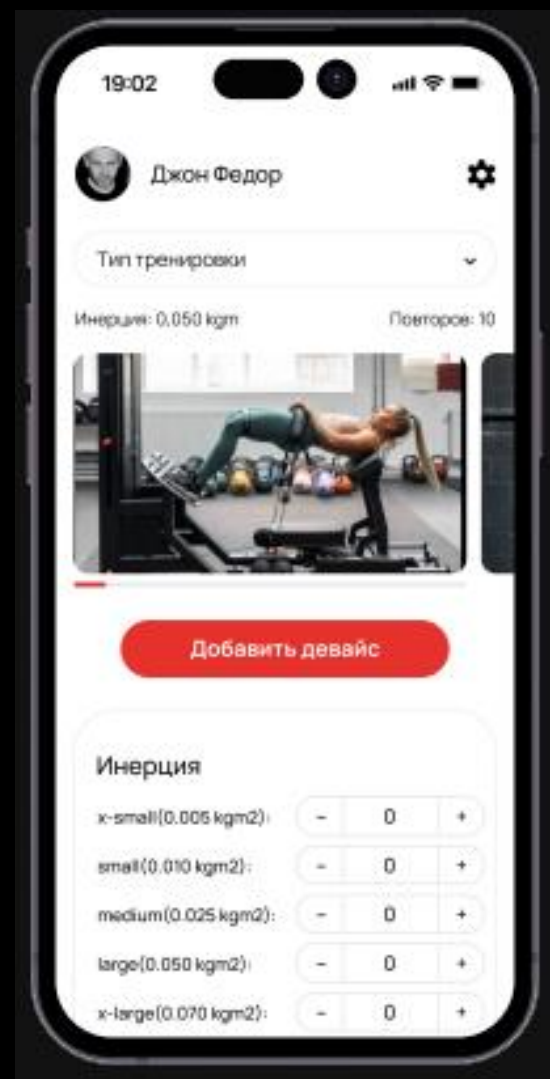 19:02
Джон Федор
Тип тренировки
Инерция: 0,050 kgm Повторов: 10
Добавить девайс
Инерция
x-small(0.005 kgm2): - 0 +
small(0.010 kgm2): - 0 +
medium(0.025 kgm2): - 0 +
large(0.050 kgm2): - 0 +
x-large(0.070 kgm2): - 0 +